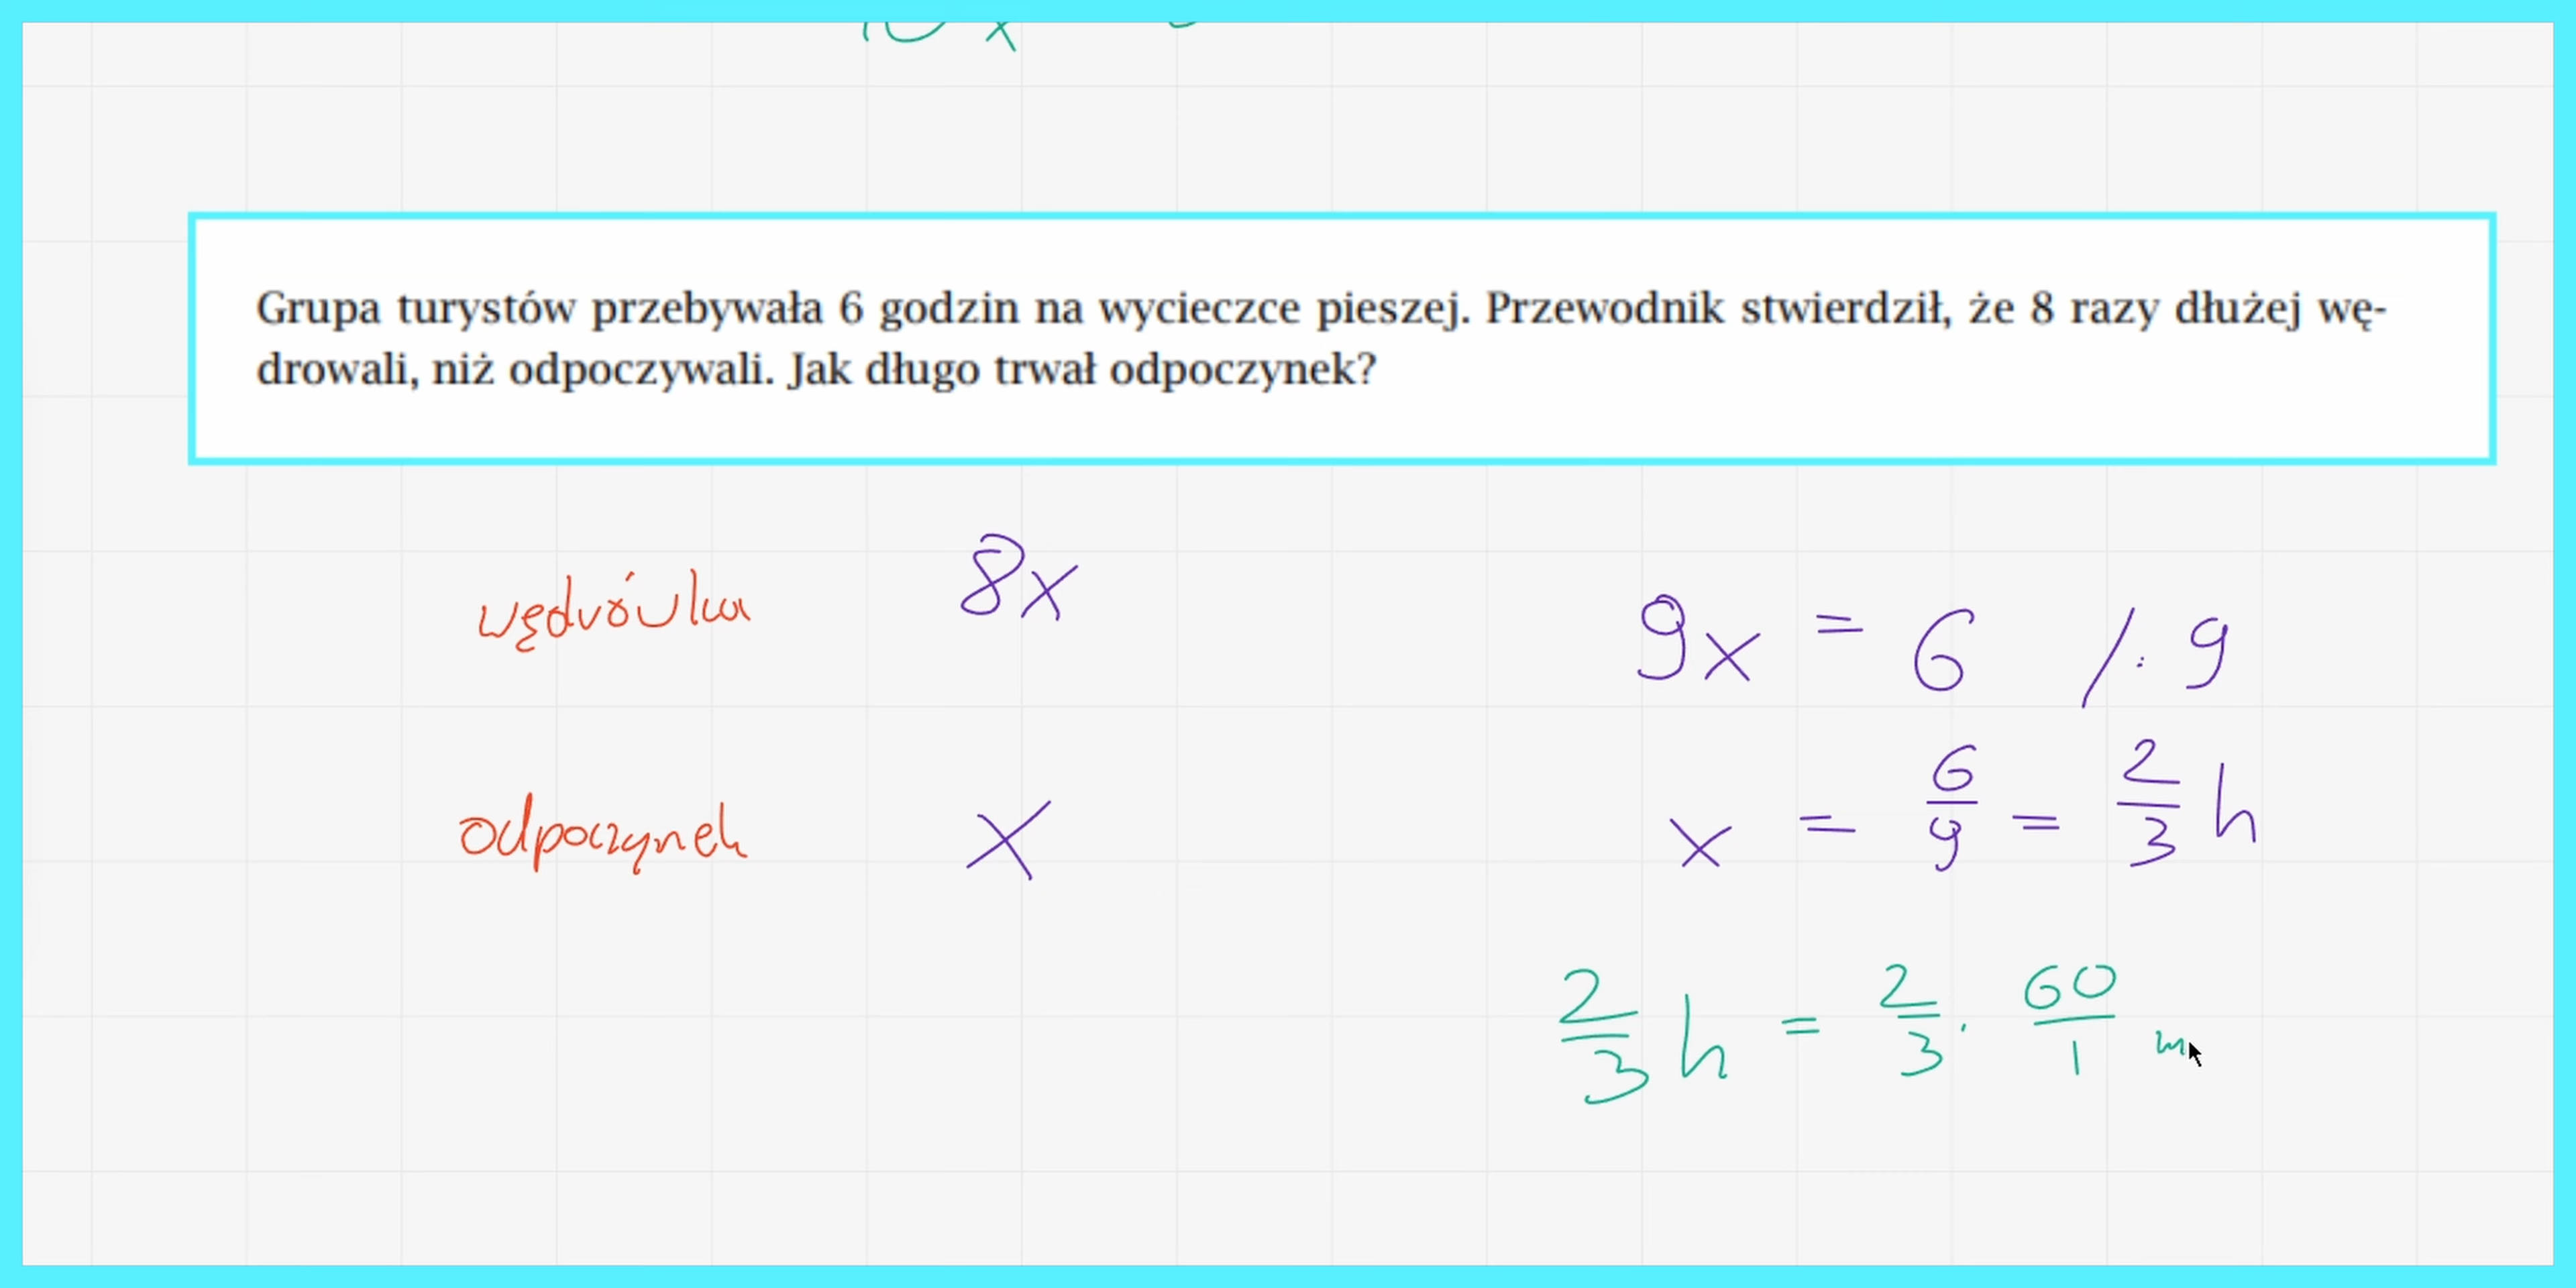 Grupa turystów przebywała 6 godzin na wycieczce pieszej. Przewodnik stwierdził, że 8 razy dłużej wę-
drowali, niż odpoczywali. Jak długo trwał odpoczynek?
wędrówka 8x
odpoczynek x
9x = 6 /: 9
x = 6/9 = 2/3 h
2/3 h = 2/3 · 60/1 m